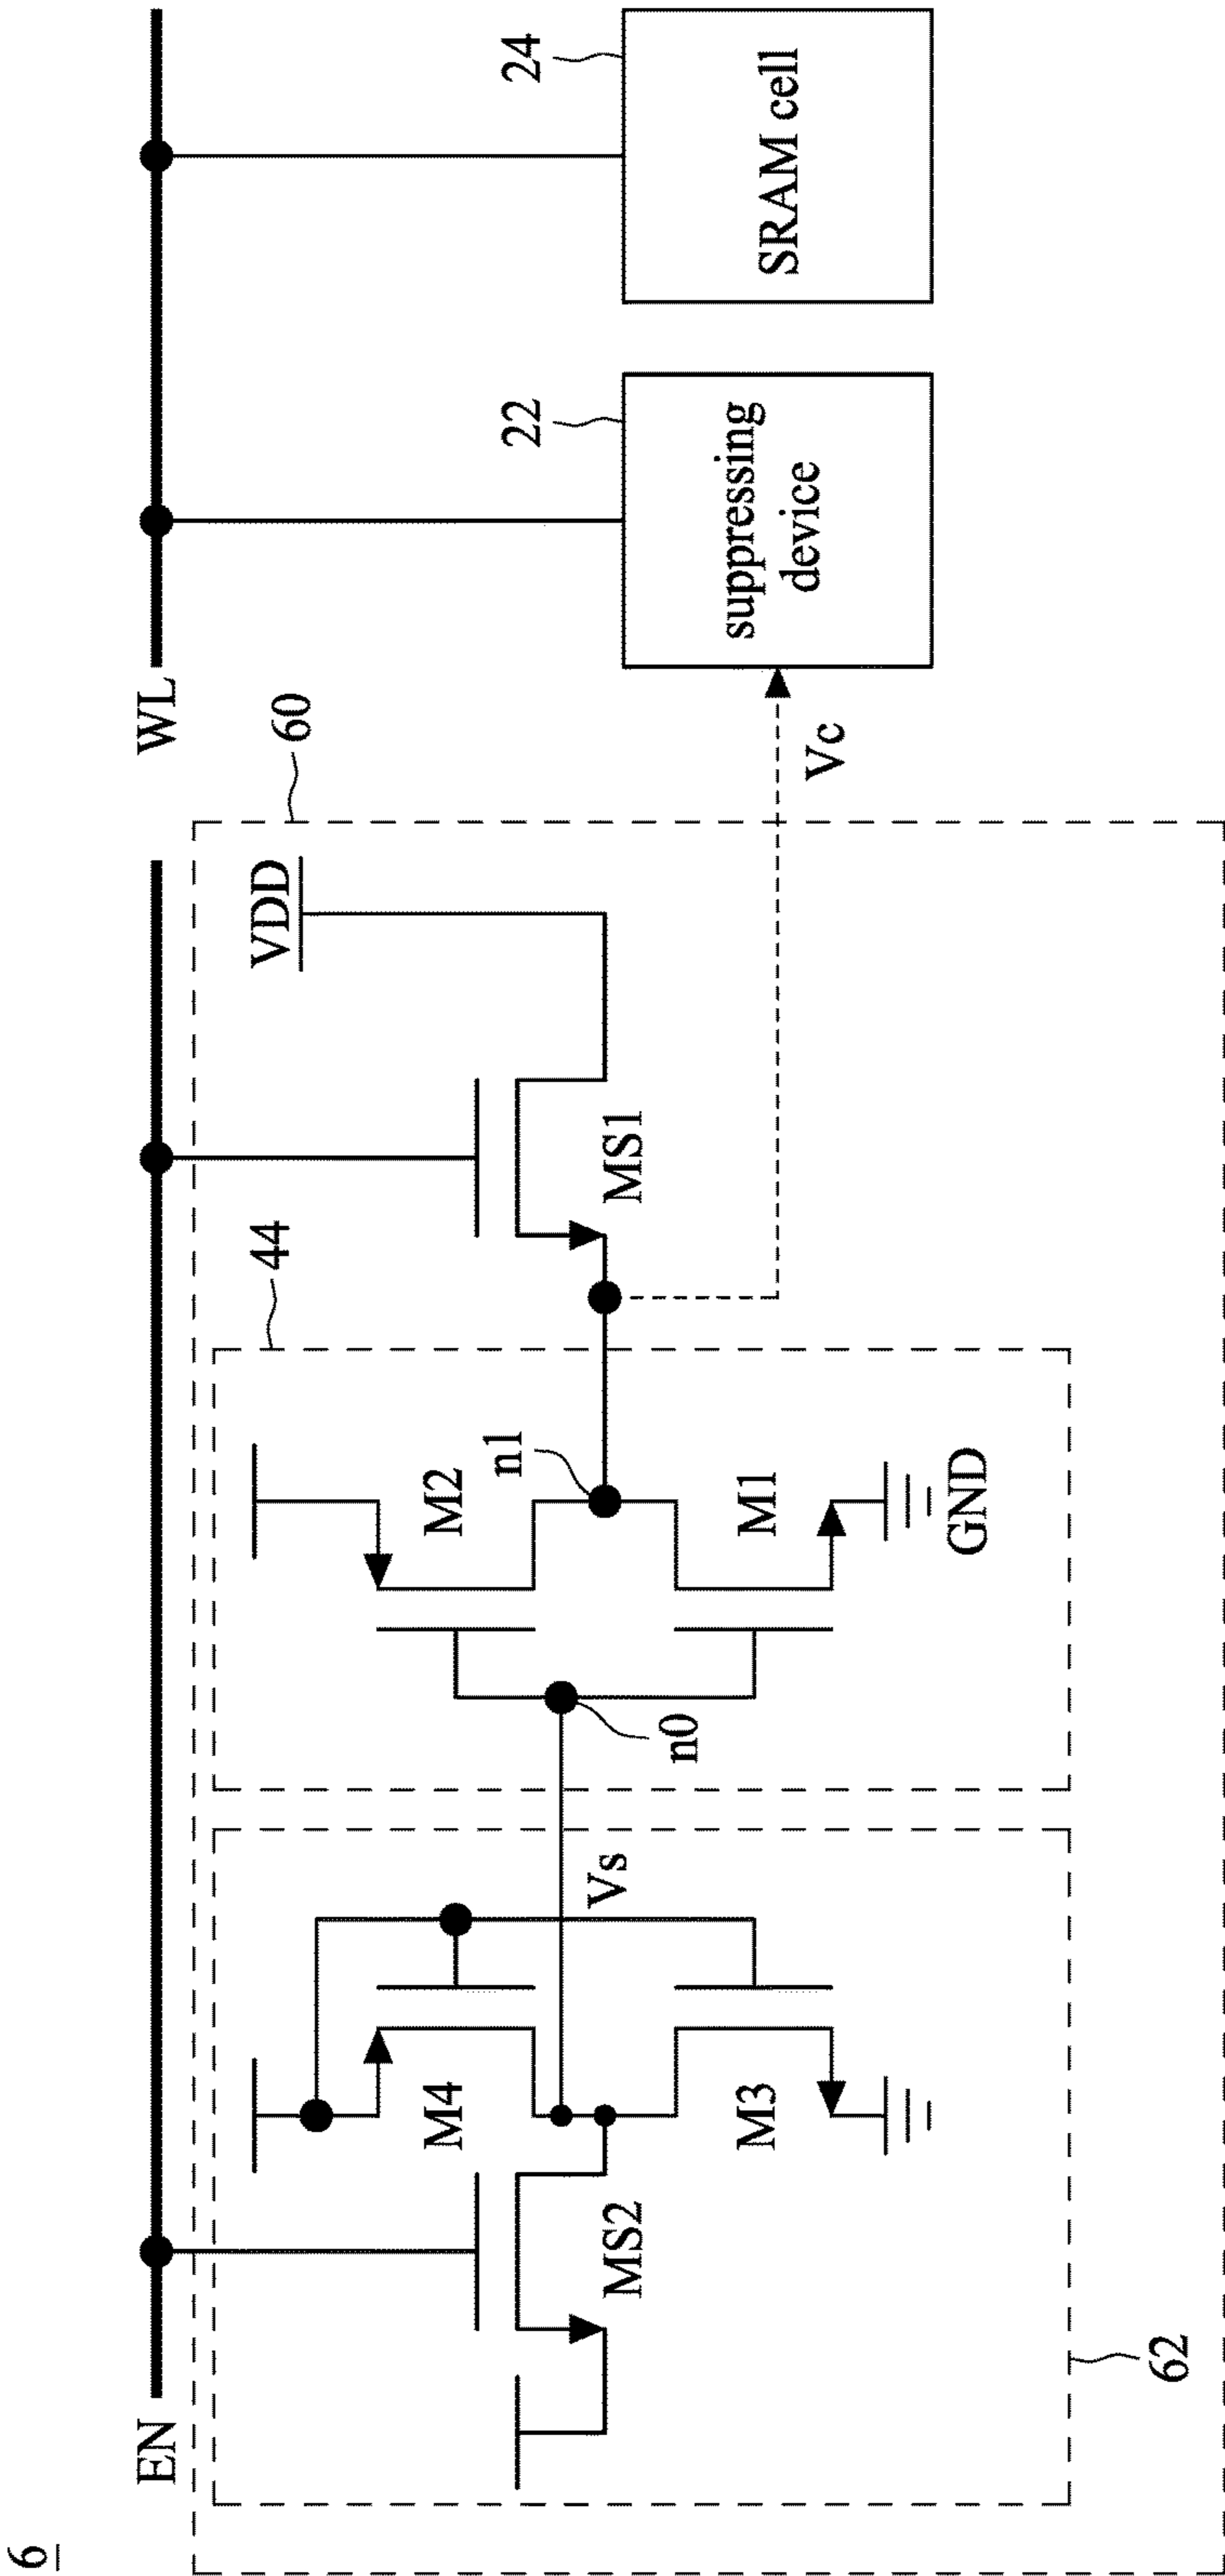 6
EN
WL
60
44
VDD
22
24
M4
M2
n1
MS1
suppressing
device
SRAM cell
Vs
n0
MS2
M3
M1
Vc
GND
62